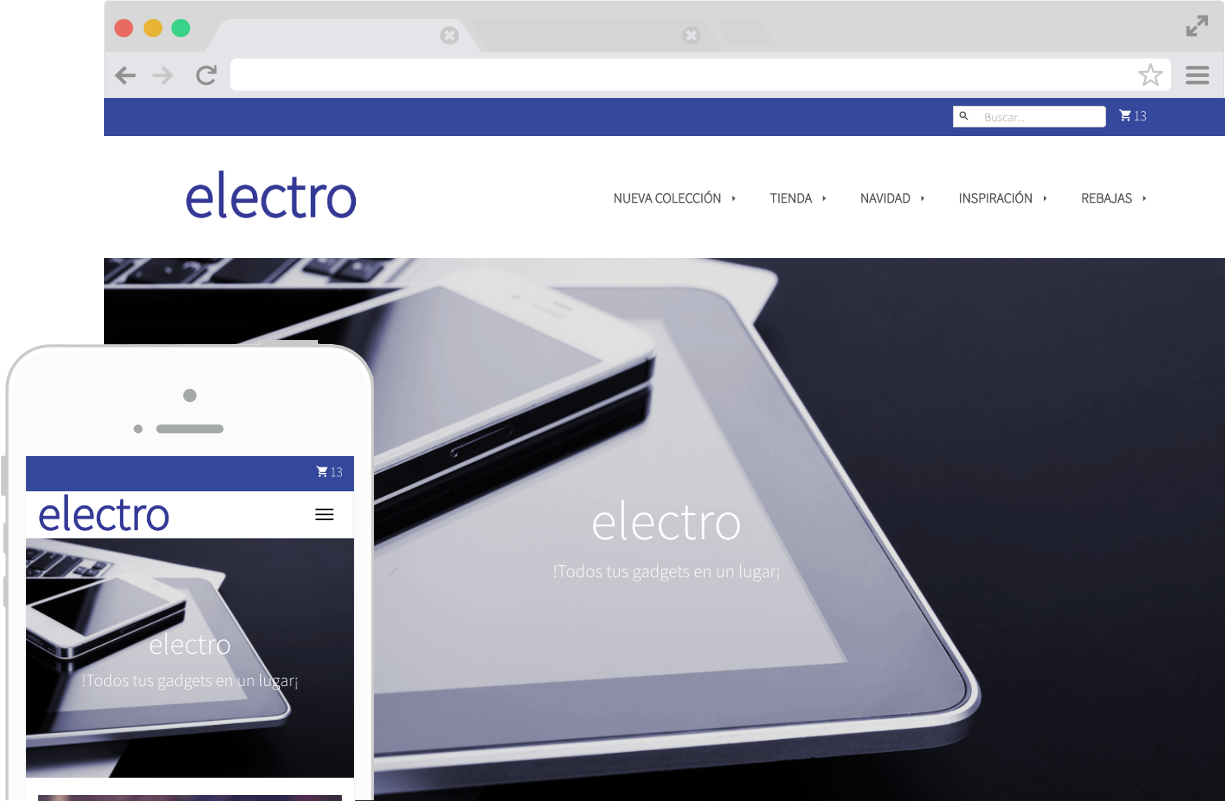 Buscar...
13
electro
NUEVA COLECCIÓN
TIENDA
NAVIDAD
INSPIRACIÓN
REBAJAS
electro
!Todos tus gadgets en un lugar¡
13
electro
electro
!Todos tus gadgets en un lugar¡